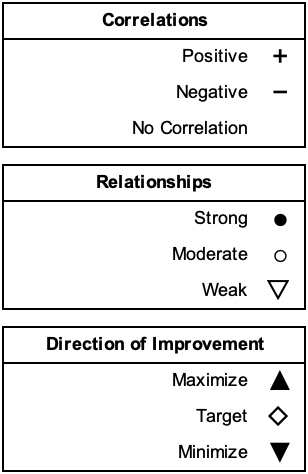 Correlations
Positive +
Negative −
No Correlation
Relationships
Strong ●
Moderate ○
Weak ▽
Direction of Improvement
Maximize ▲
Target ◇
Minimize ▼